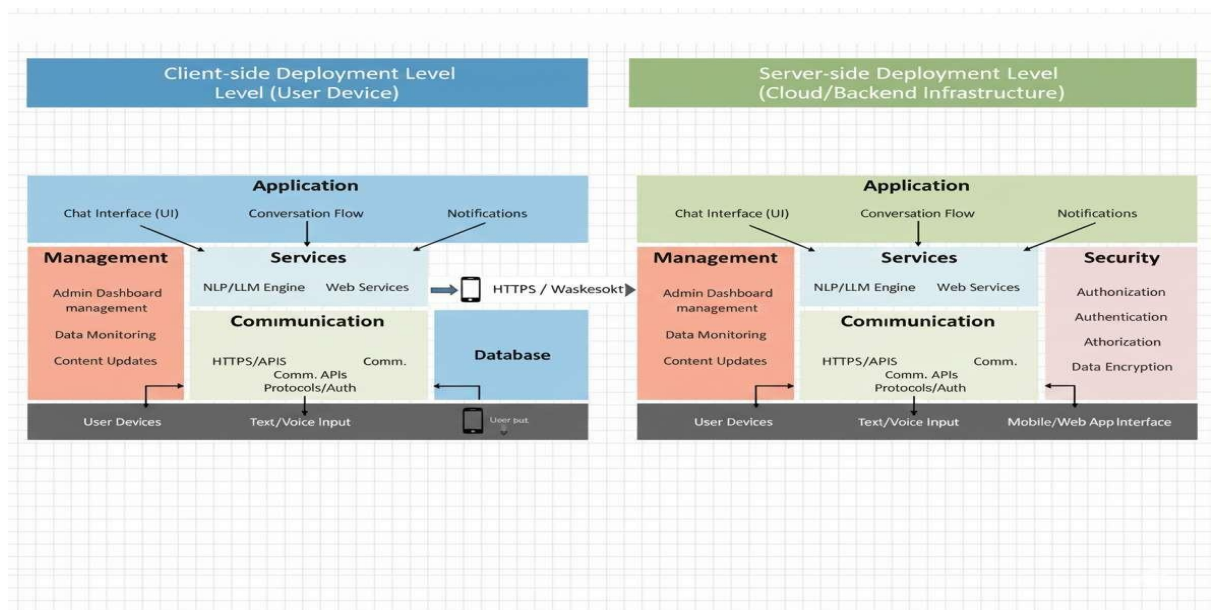 Client-side Deployment Level
Level (User Device)
Server-side Deployment Level
(Cloud/Backend Infrastructure)
Application
Chat Interface (UI) Conversation Flow Notifications
Management
Admin Dashboard
management
Data Monitoring
Content Updates
Services
NLP/LLM Engine Web Services
Communication
HTTPS/APIS Comm.
Comm. APIs
Protocols/Auth
Database
User Devices Text/Voice Input
HTTPS / Waskesokt
Application
Chat Interface (UI) Conversation Flow Notifications
Management
Admin Dashboard
management
Data Monitoring
Content Updates
Services
NLP/LLM Engine Web Services
Communication
HTTPS/APIS Comm.
Comm. APIs
Protocols/Auth
Security
Authonization
Authentication
Athorization
Data Encryption
User Devices Text/Voice Input Mobile/Web App Interface